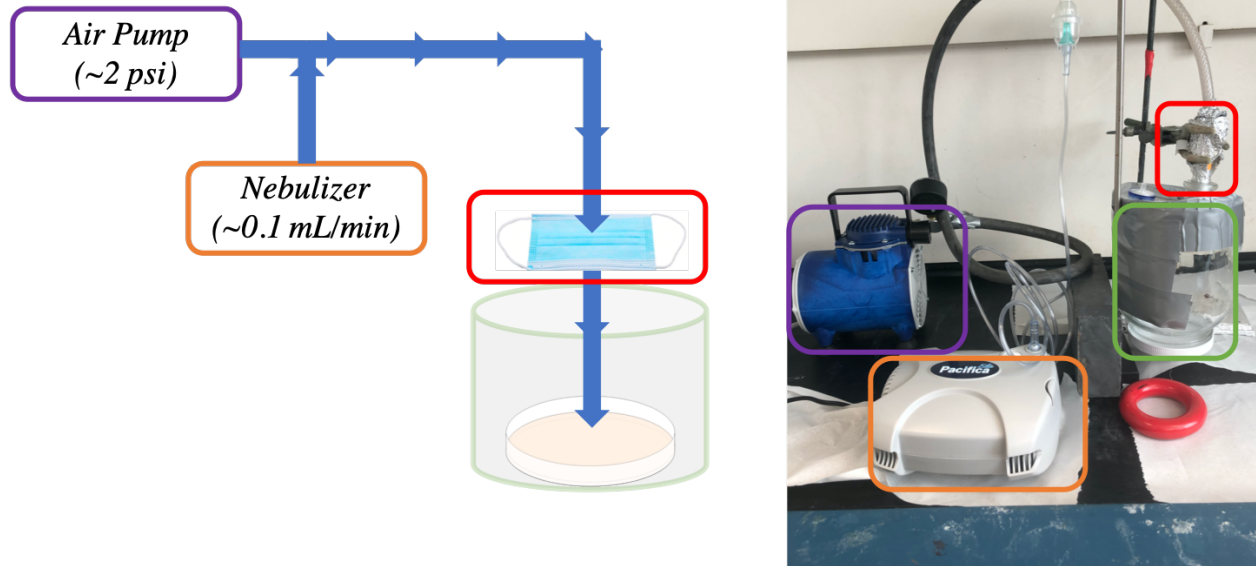 Air Pump
(~2 psi)
Nebulizer
(~0.1 mL/min)
Pacifica